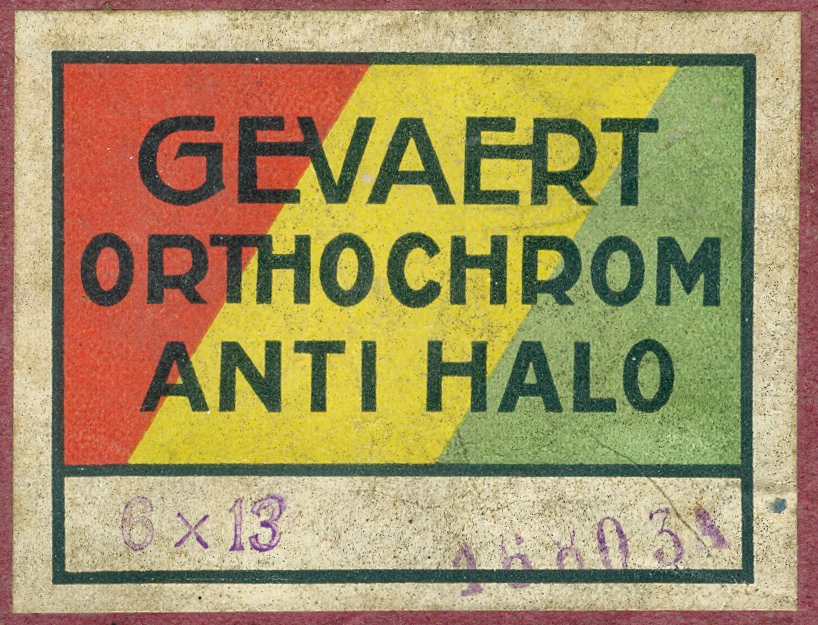 GEVAERT
ORTHOCHROM
ANTI HALO
6 x 13